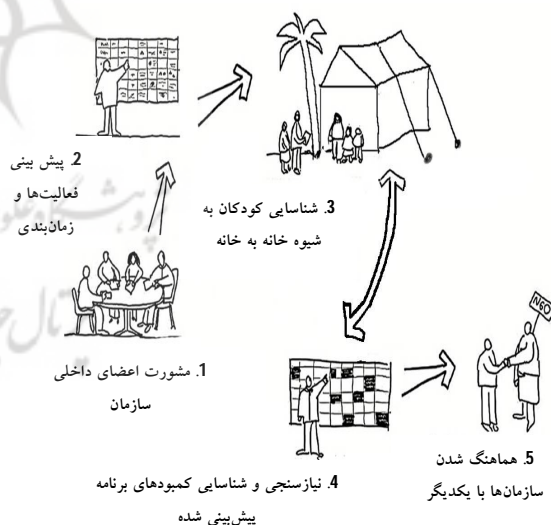 2. پیش بینی
فعالیت‌ها و
زمان‌بندی
3. شناسایی کودکان به
شیوه خانه به خانه
1. مشورت اعضای داخلی
سازمان
NGO
5. هماهنگ شدن
سازمان‌ها با یکدیگر
4. نیازسنجی و شناسایی کمبودهای برنامه
پیش‌بینی شده